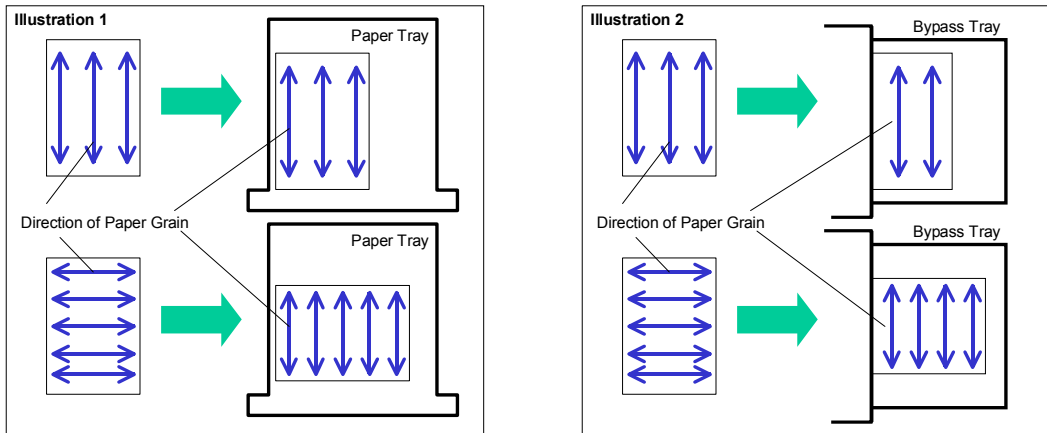 Illustration 1
Paper Tray
Direction of Paper Grain
Paper Tray
Illustration 2
Bypass Tray
Direction of Paper Grain
Bypass Tray